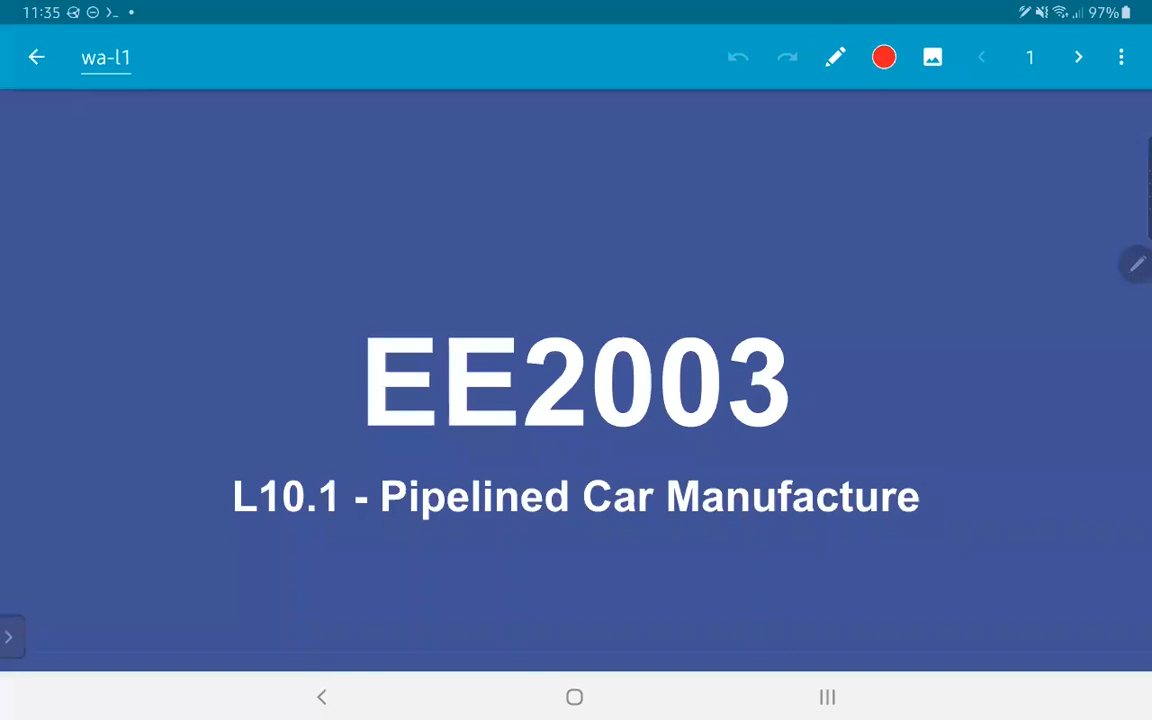 11:35
97%
wa-l1
1
EE2003
L10.1 - Pipelined Car Manufacture